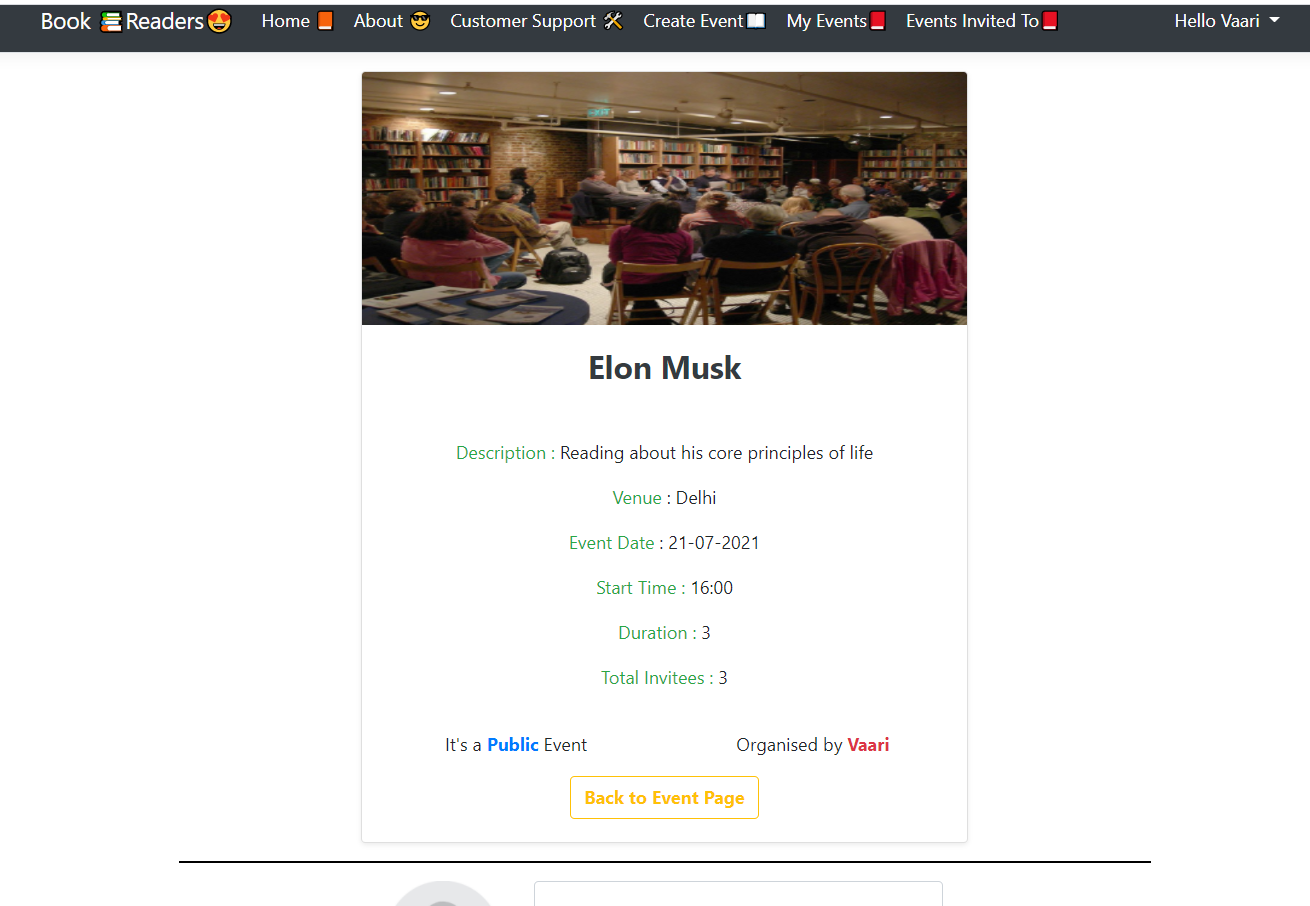 Book 📚Readers😍 Home 📙 About 😎 Customer Support 🛠 Create Event📖 My Events📕 Events Invited To📕 Hello Vaari
Elon Musk
Description : Reading about his core principles of life
Venue : Delhi
Event Date : 21-07-2021
Start Time : 16:00
Duration : 3
Total Invitees : 3
It's a Public Event Organised by Vaari
Back to Event Page